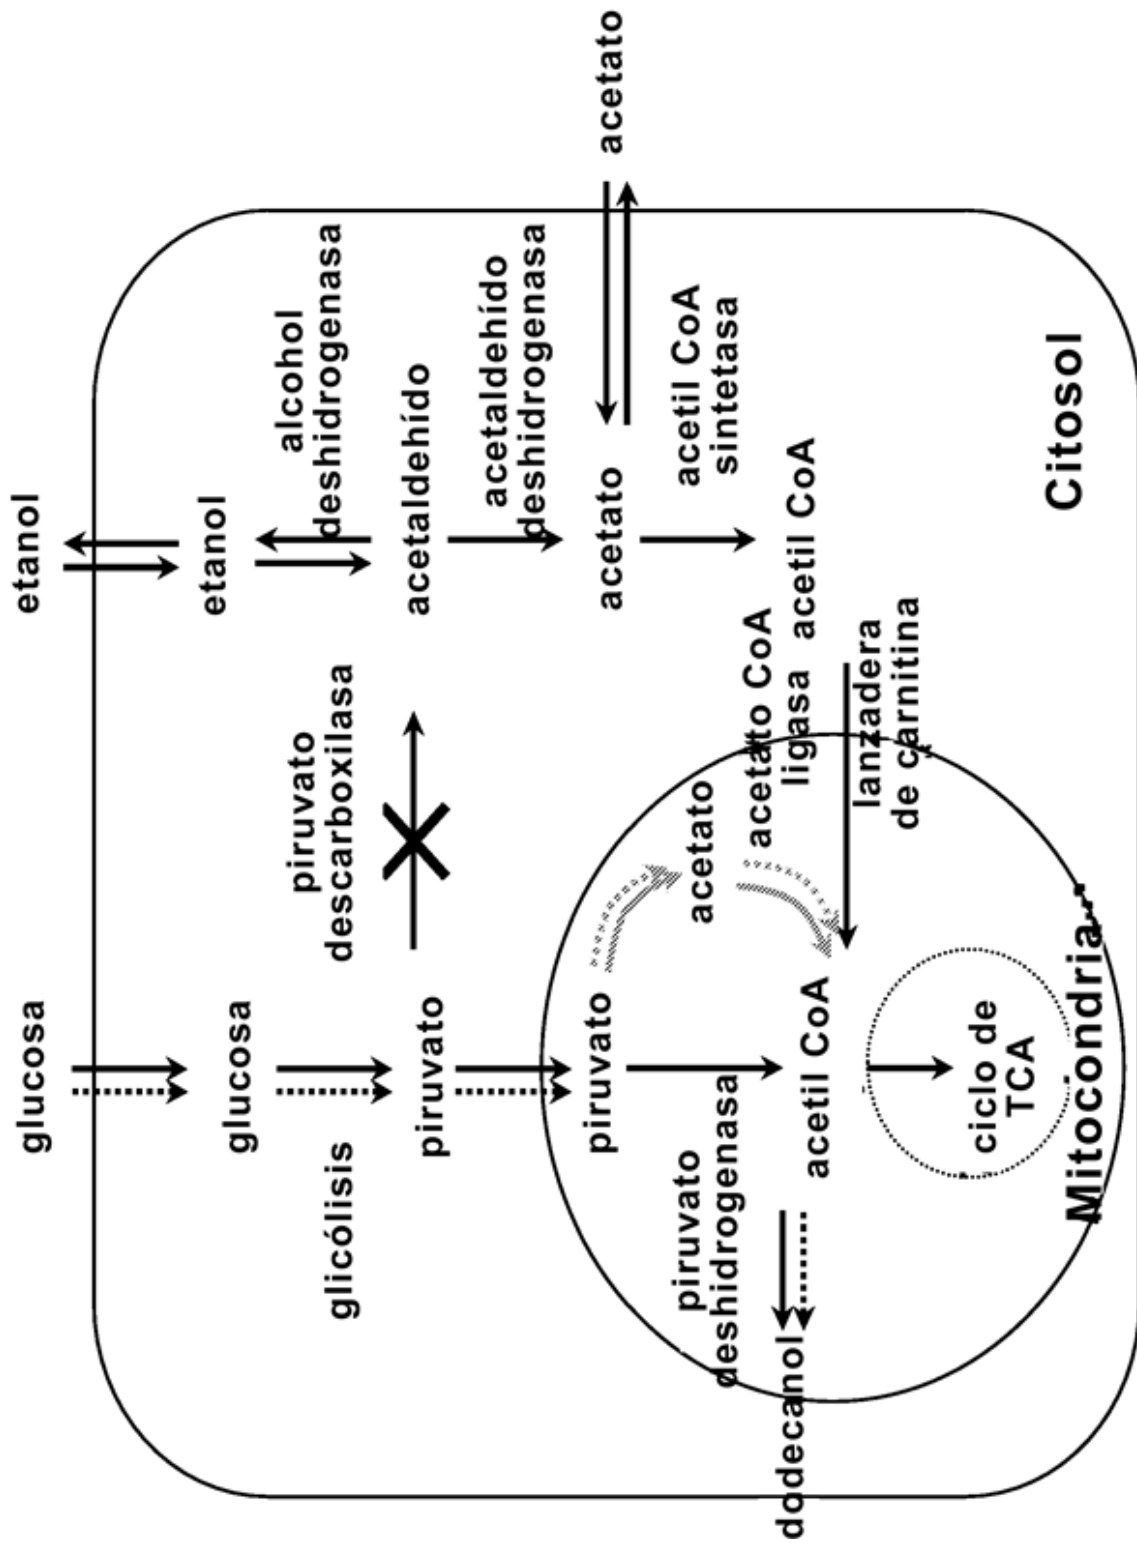 glucosa
glucosa
glicólisis
piruvato
piruvato
descarboxilasa
etanol
etanol
alcohol
deshidrogenasa
acetaldehído
acetaldehído
deshidrogenasa
acetato
acetato
acetil CoA
sintetasa
acetil CoA
piruvato
acetato
acetato CoA
ligasa
lanzadera
de carnitina
piruvato
deshidrogenasa
acetil CoA
dodecanol
ciclo de
TCA
Mitocondria
Citosol